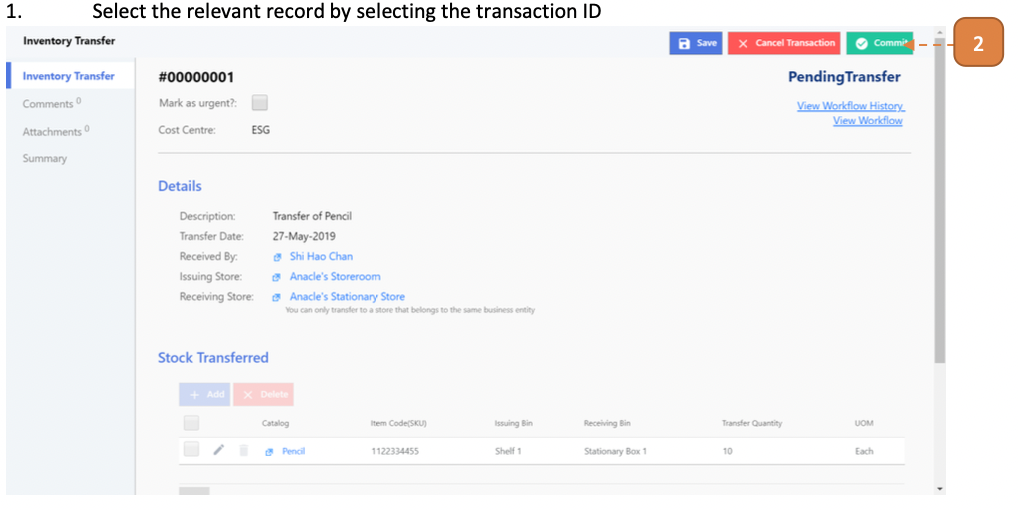 1. Select the relevant record by selecting the transaction ID
Inventory Transfer
Save Cancel Transaction Commit
2
Inventory Transfer
Comments 0
Attachments 0
Summary
#00000001
PendingTransfer
Mark as urgent?:
View Workflow History
View Workflow
Cost Centre: ESG
Details
Description: Transfer of Pencil
Transfer Date: 27-May-2019
Received By: Shi Hao Chan
Issuing Store: Anacle's Storeroom
Receiving Store: Anacle's Stationary Store
You can only transfer to a store that belongs to the same business entity
Stock Transferred
Add Delete
Catalog Item Code(SKU) Issuing Bin Receiving Bin Transfer Quantity UOM
Pencil 1122334455 Shelf 1 Stationary Box 1 10 Each